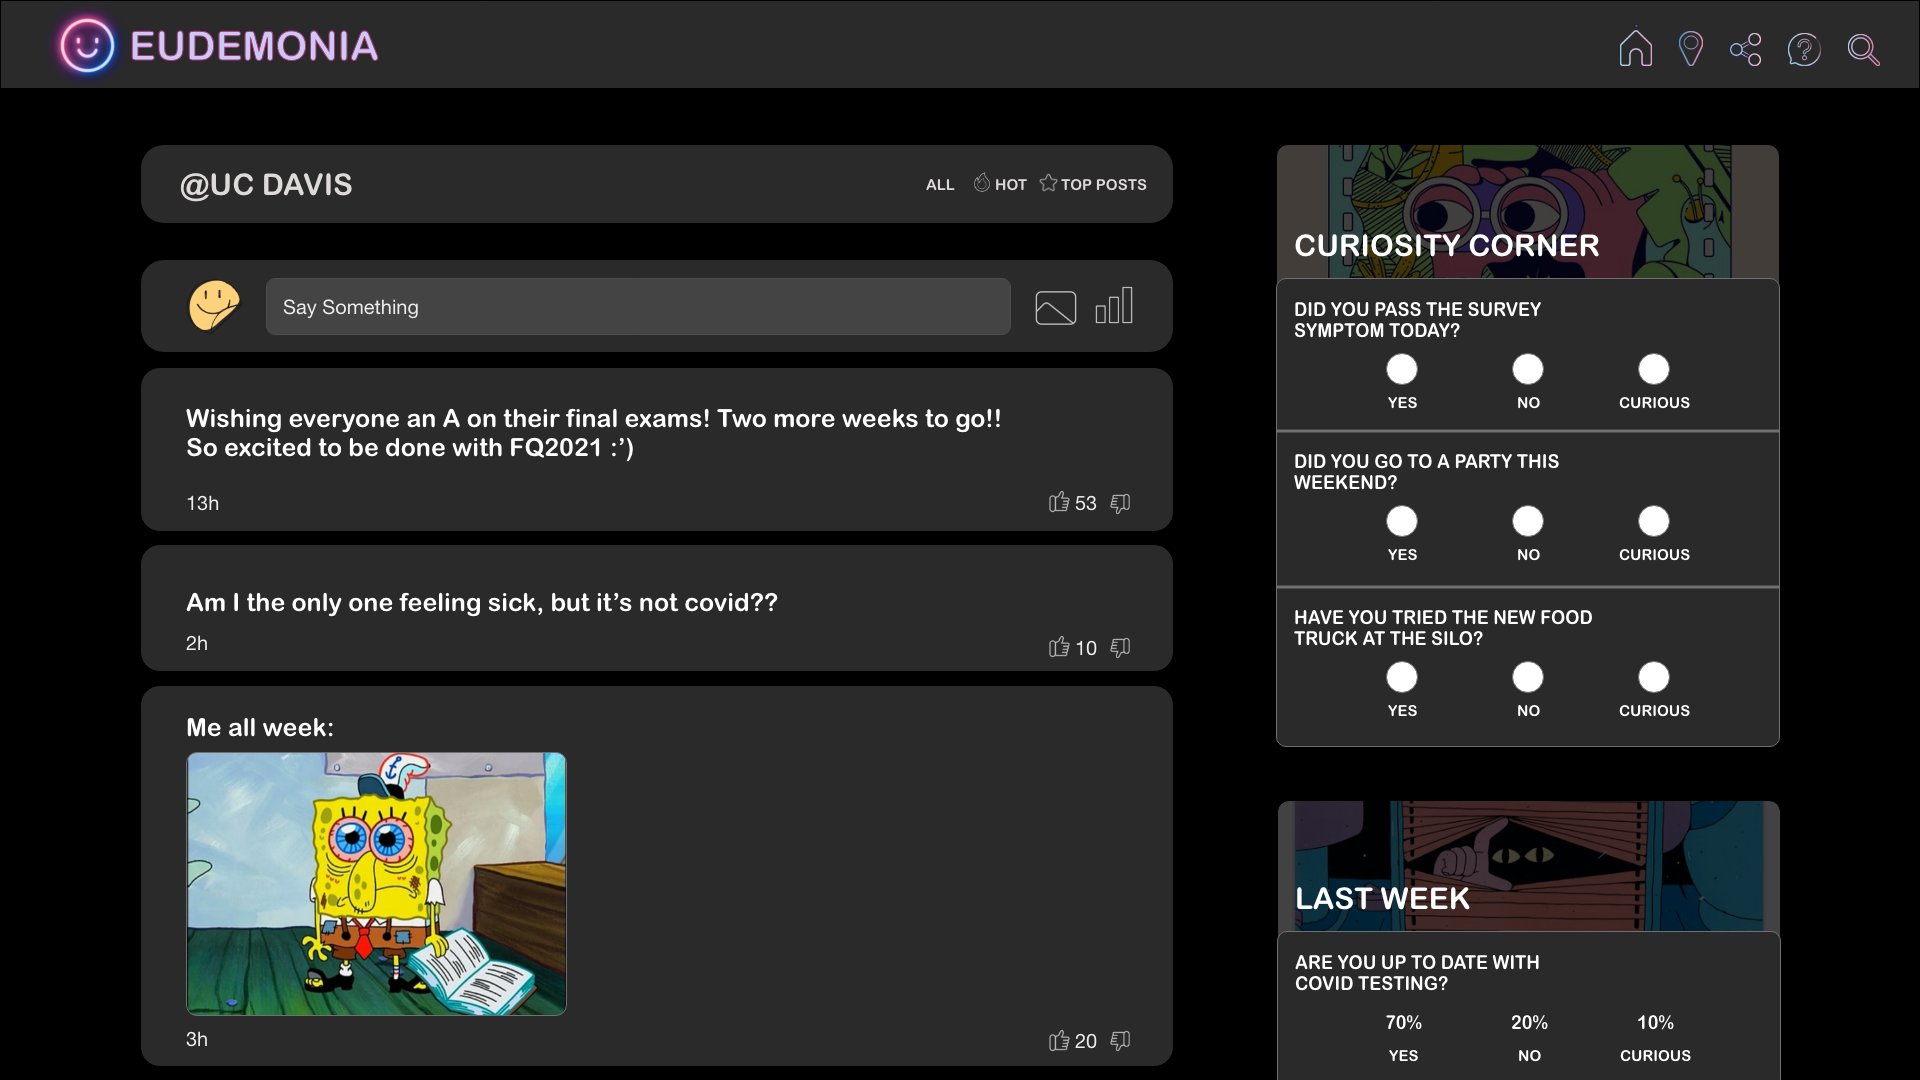 EUDEMONIA
@UC DAVIS
ALL HOT TOP POSTS
Say Something
Wishing everyone an A on their final exams! Two more weeks to go!!
So excited to be done with FQ2021 :’)
13h
53
Am I the only one feeling sick, but it’s not covid??
2h
10
Me all week:
3h
20
CURIOSITY CORNER
DID YOU PASS THE SURVEY
SYMPTOM TODAY?
YES NO CURIOUS
DID YOU GO TO A PARTY THIS
WEEKEND?
YES NO CURIOUS
HAVE YOU TRIED THE NEW FOOD
TRUCK AT THE SILO?
YES NO CURIOUS
LAST WEEK
ARE YOU UP TO DATE WITH
COVID TESTING?
70% 20% 10%
YES NO CURIOUS